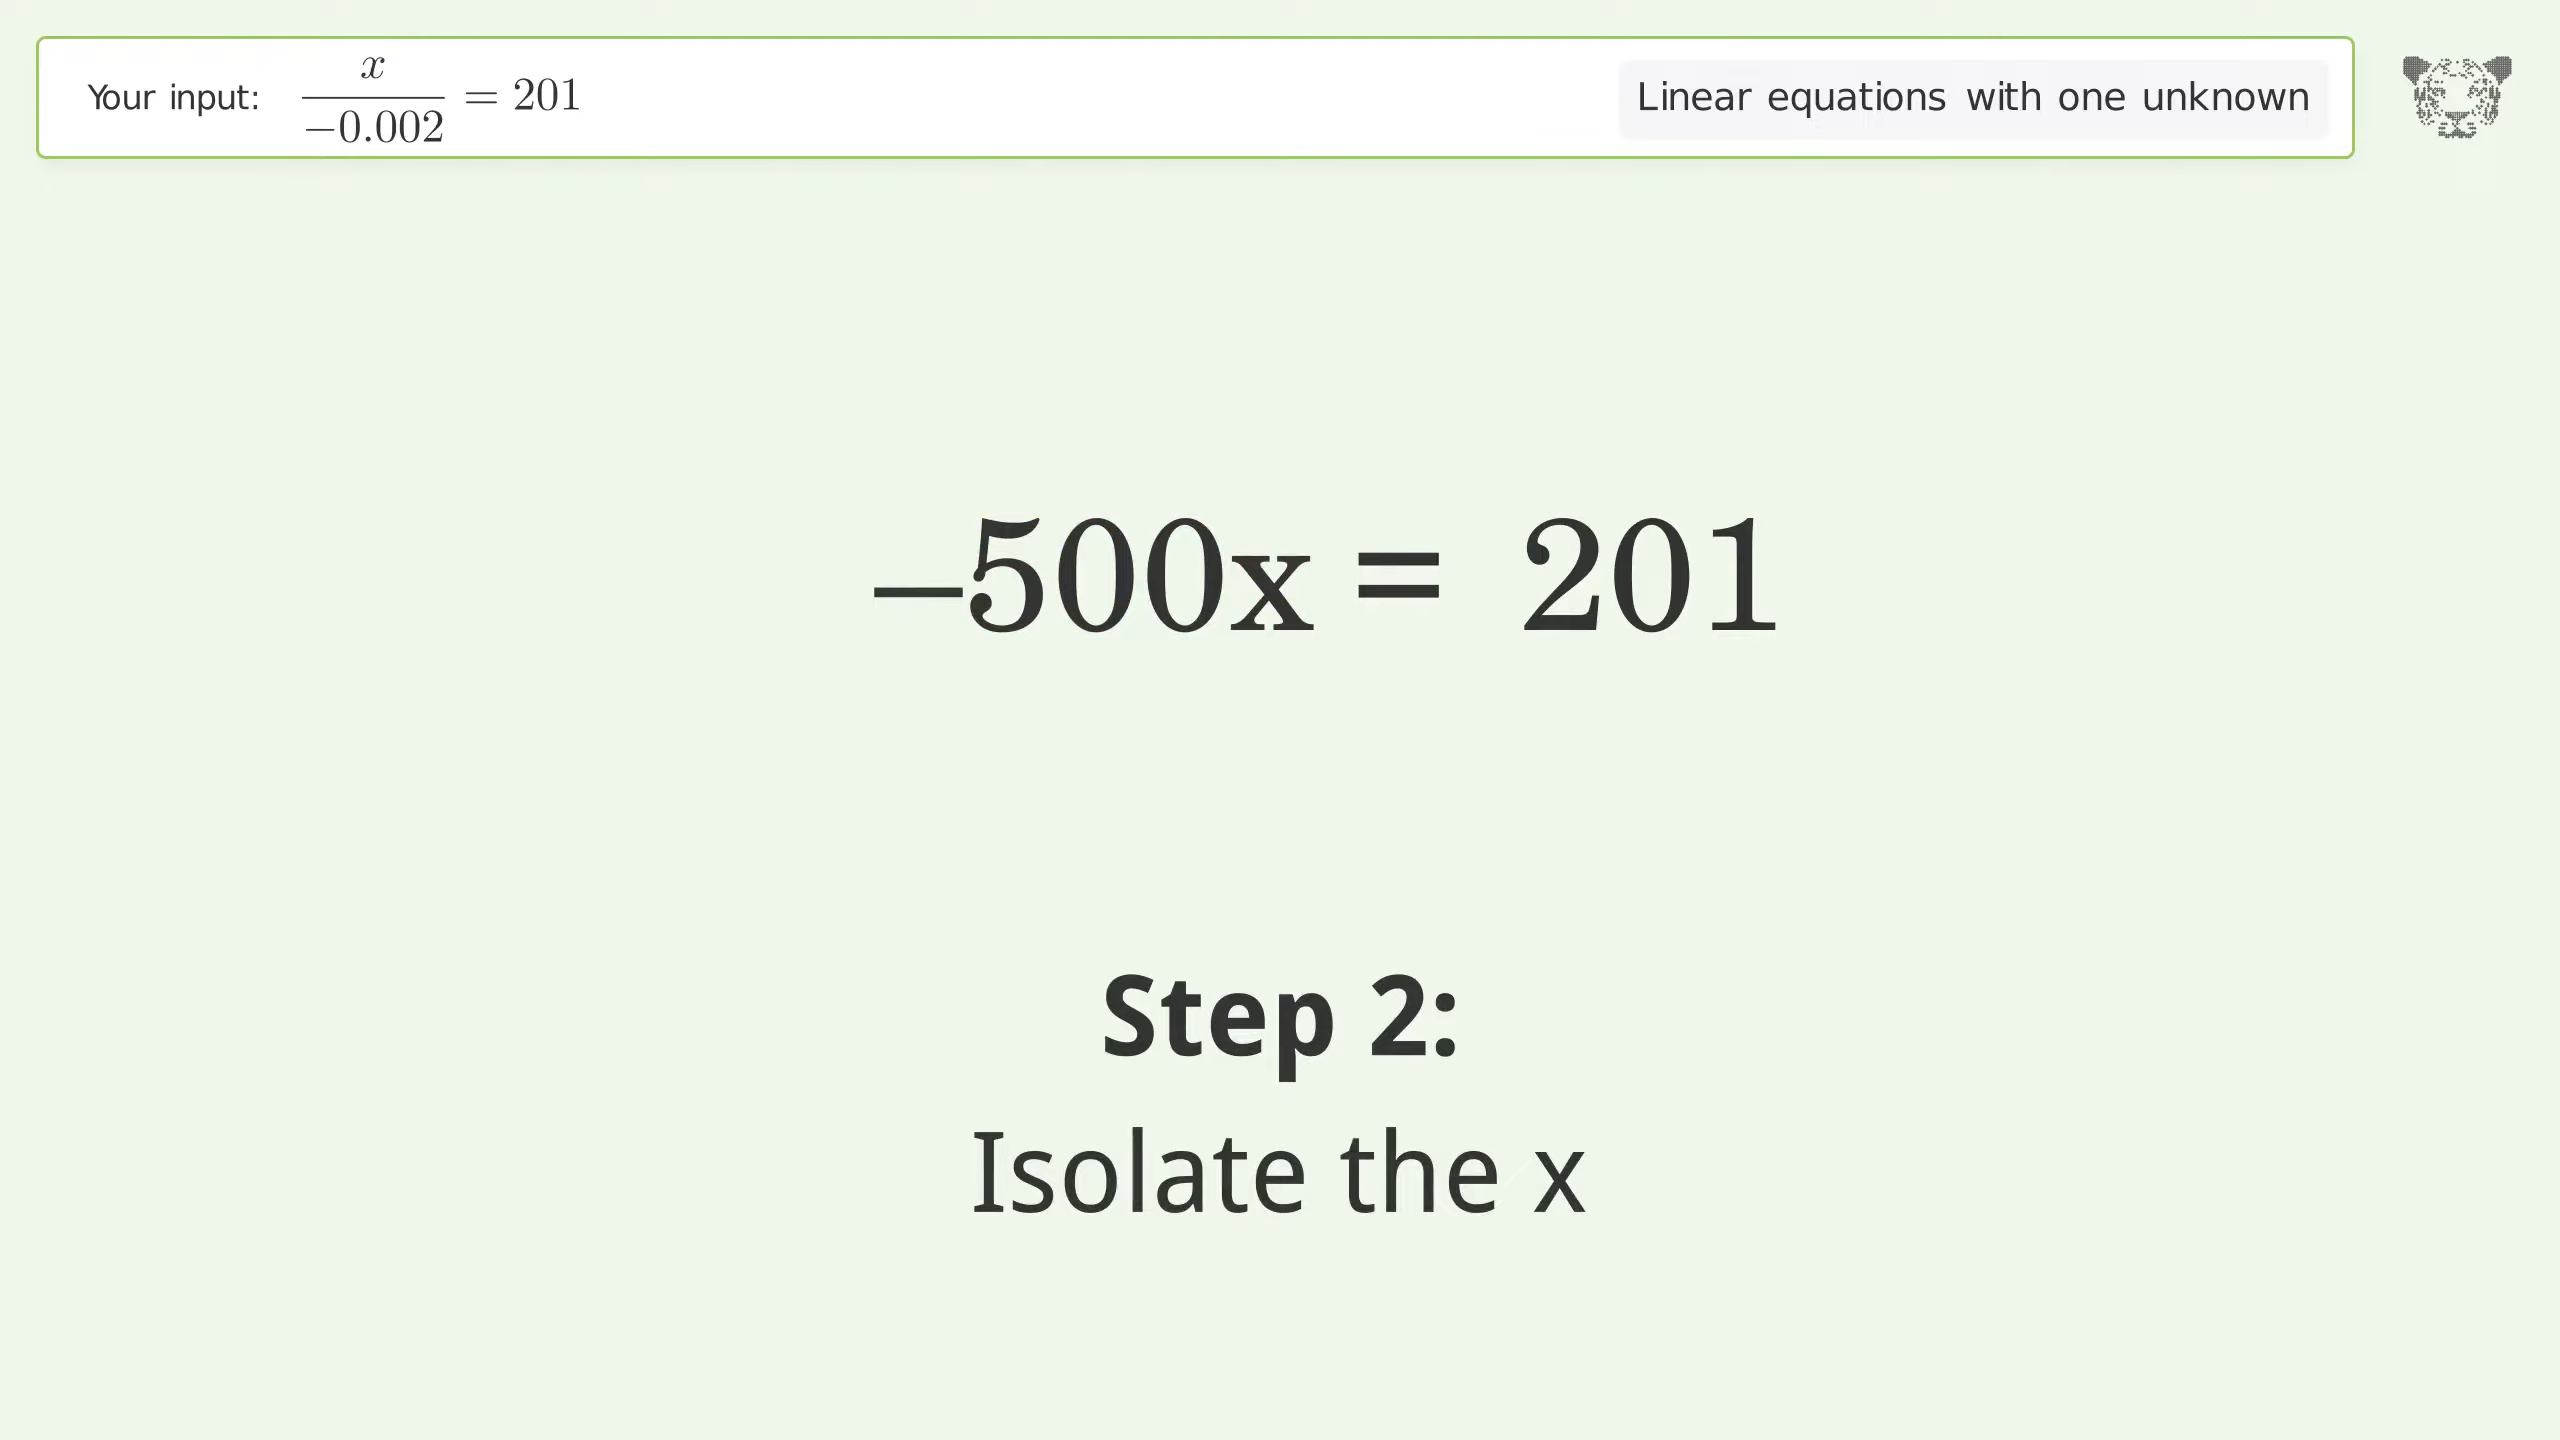 Your input: x/−0.002 = 201
Linear equations with one unknown
−500x = 201
Step 2:
Isolate the x